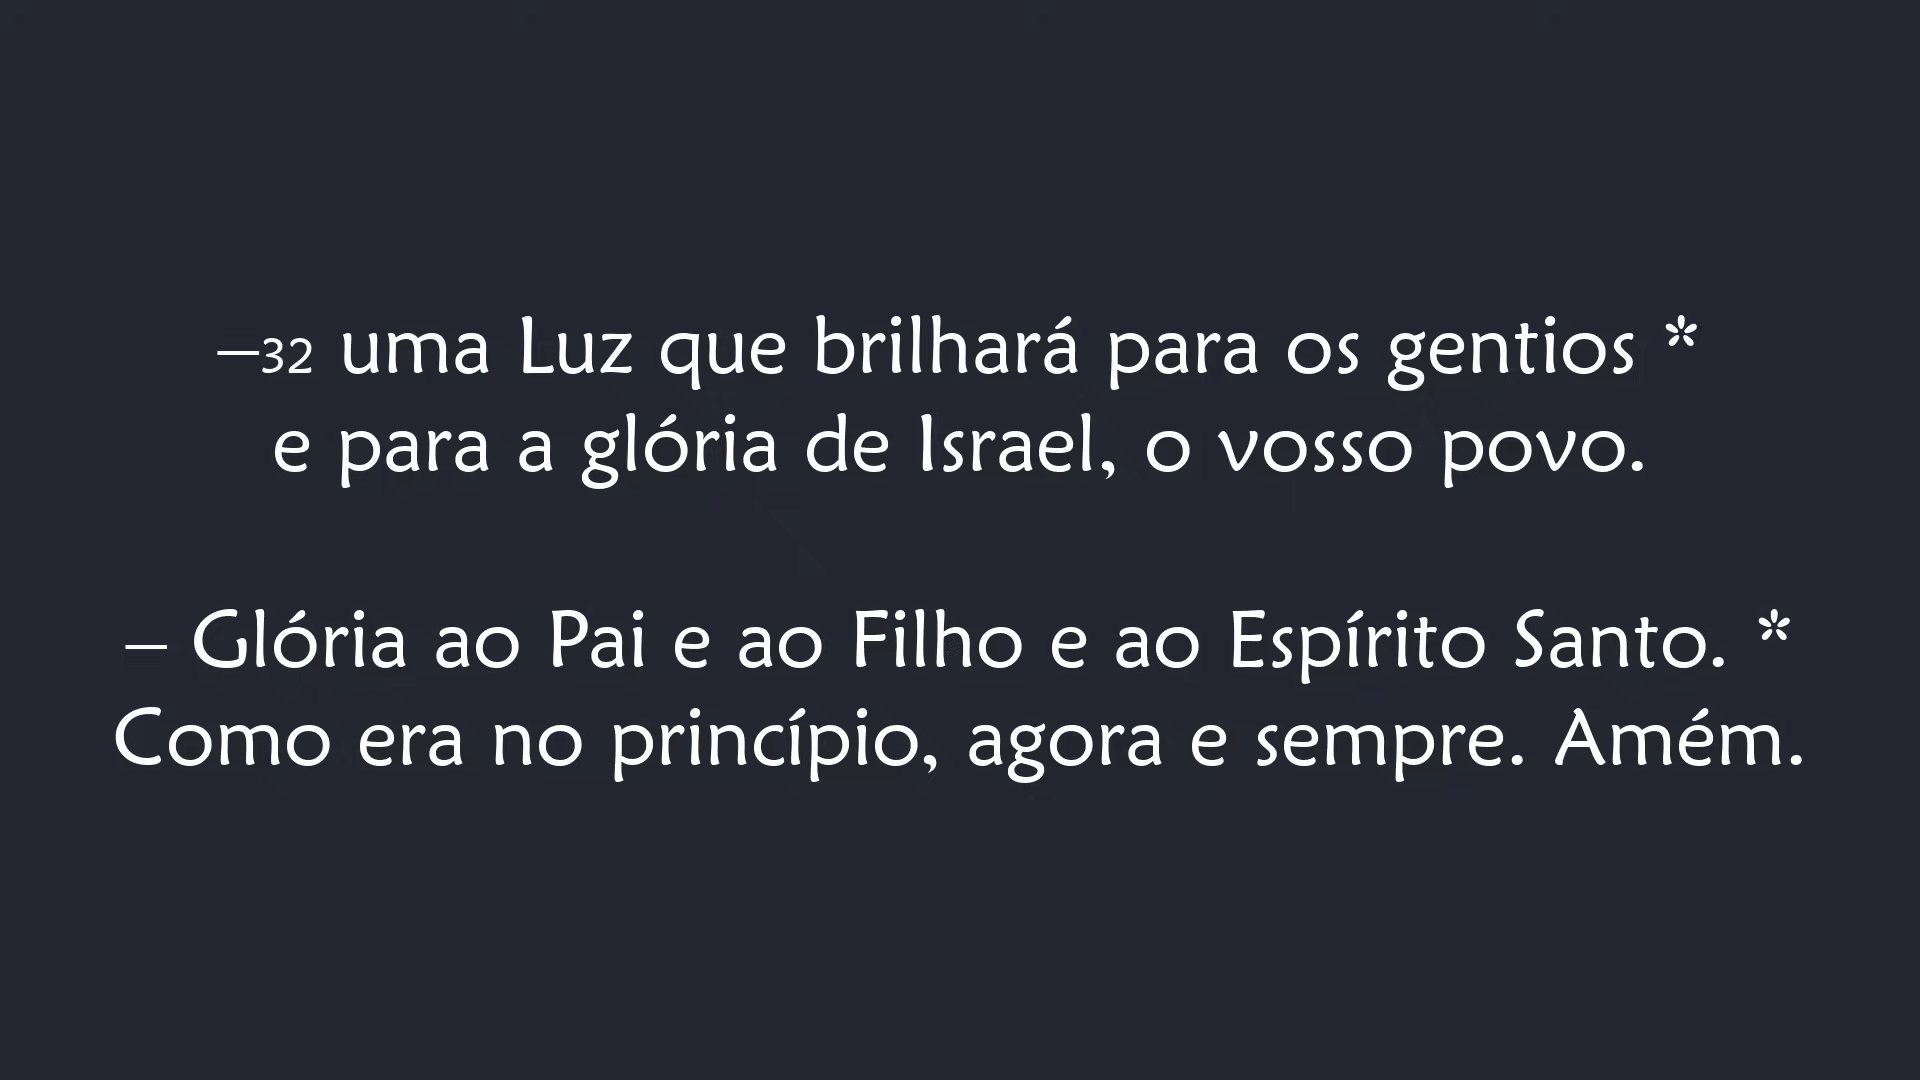 –32 uma Luz que brilhará para os gentios *
e para a glória de Israel, o vosso povo.
– Glória ao Pai e ao Filho e ao Espírito Santo. *
Como era no princípio, agora e sempre. Amém.